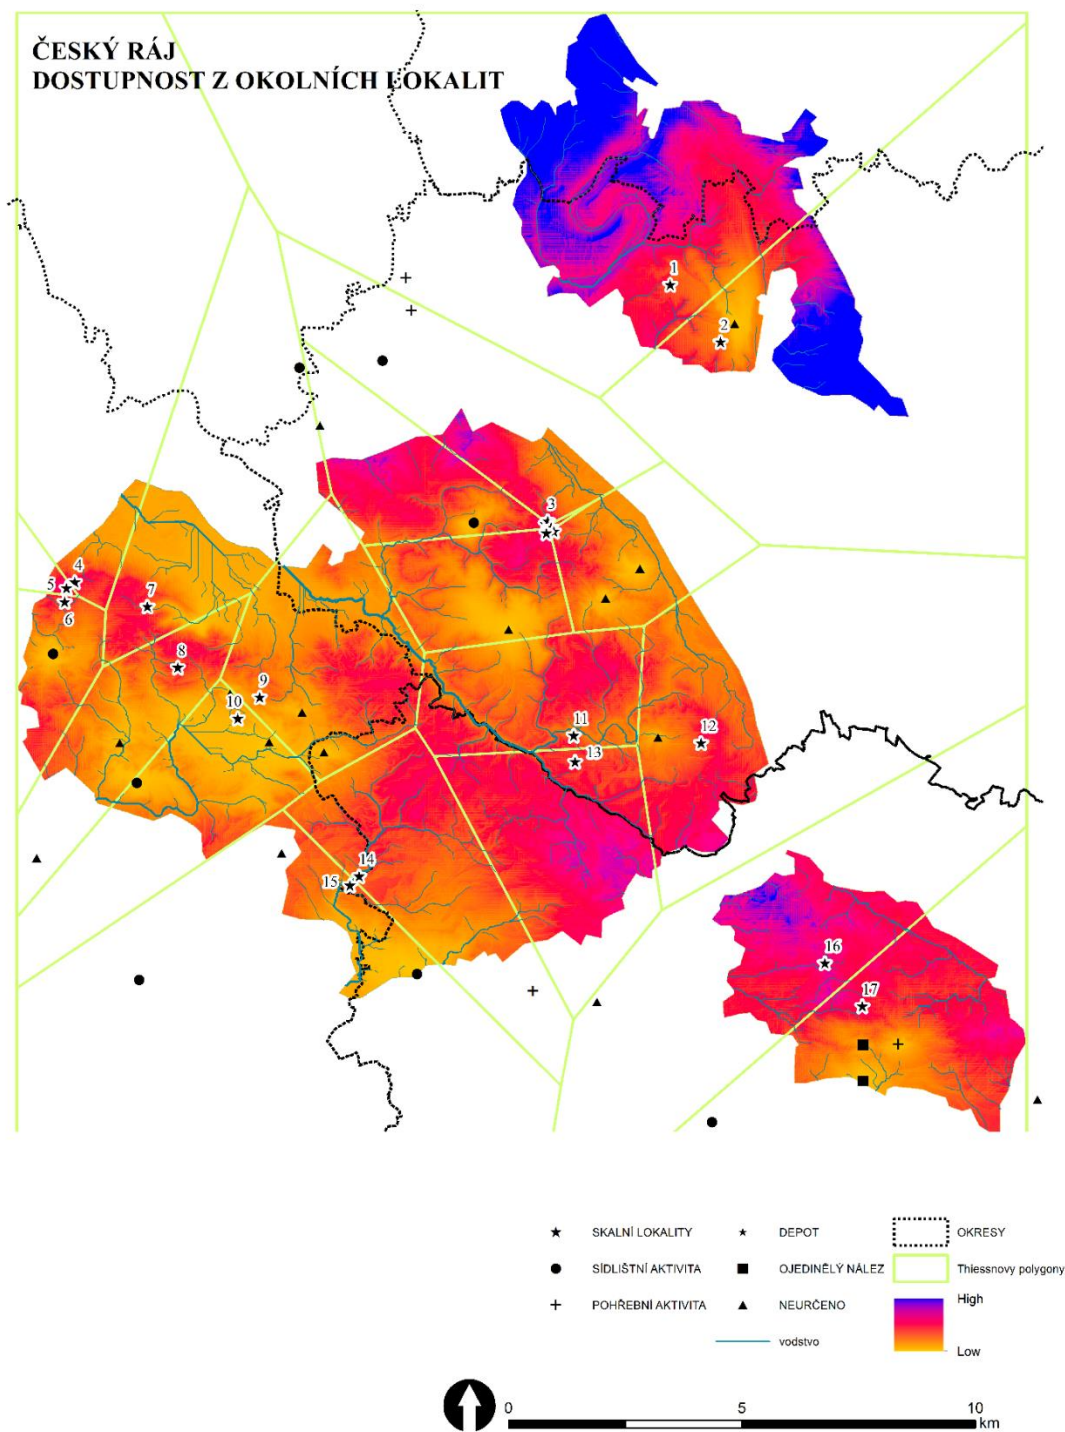 ČESKÝ RÁJ
DOSTUPNOST Z OKOLNÍCH LOKALIT
1
2
3
4
5
6
7
8
9
10
11
12
13
14
15
16
17
SKALNÍ LOKALITY
DEPOT
OKRESY
SÍDLIŠTNÍ AKTIVITA
OJEDINĚLÝ NÁLEZ
Thiessnovy polygony
POHŘEBNÍ AKTIVITA
NEURČENO
High
vodstvo
Low
0 5 10
km